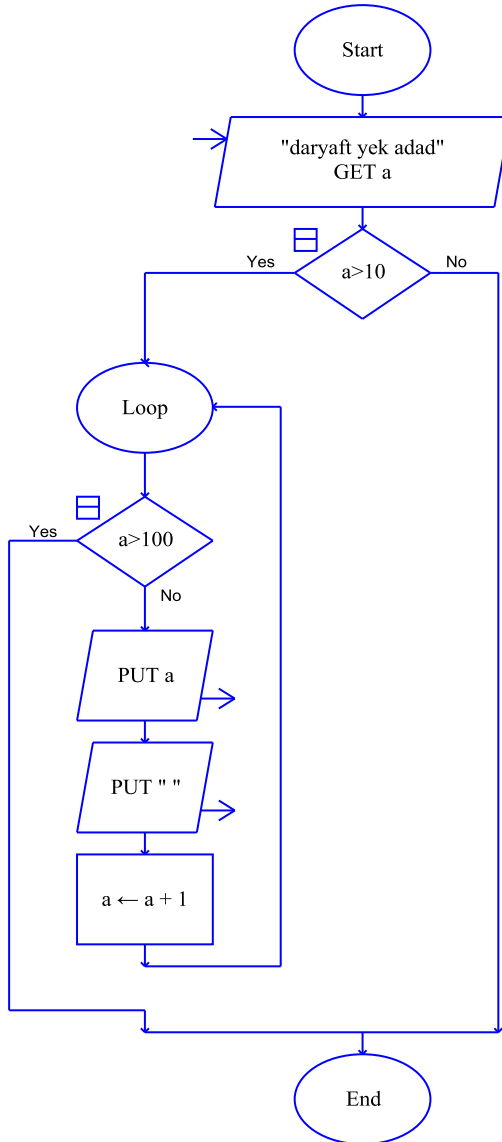 Start
"daryaft yek adad"
GET a
Yes
a>10
No
Loop
Yes
a>100
No
PUT a
PUT " "
a ← a + 1
End